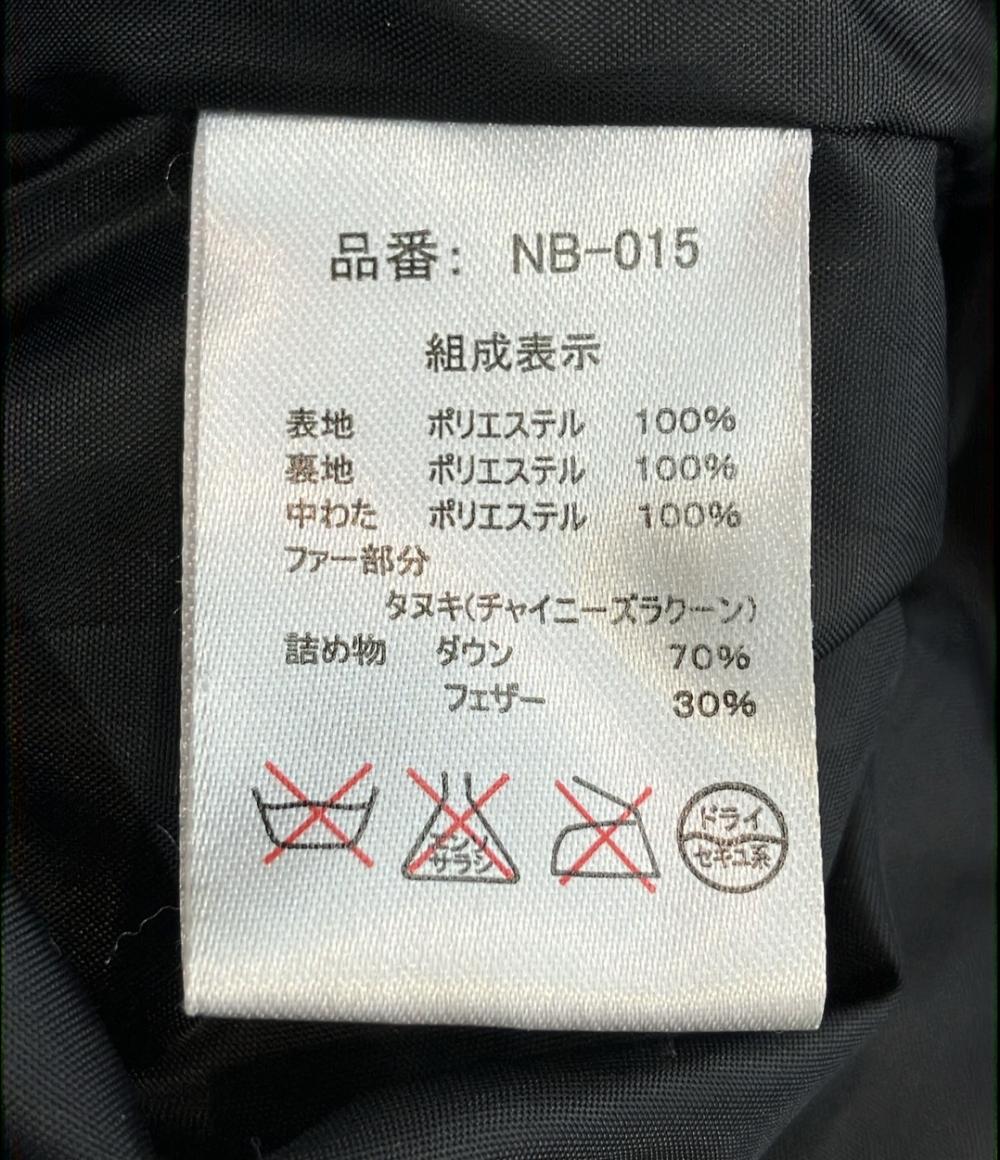 品番: NB-015
組成表示
表地 ポリエステル 100%
裏地 ポリエステル 100%
中わた ポリエステル 100%
ファー部分
タヌキ(チャイニーズラクーン)
詰め物 ダウン 70%
フェザー 30%
エンソ
サラシ
ドライ
セキユ系